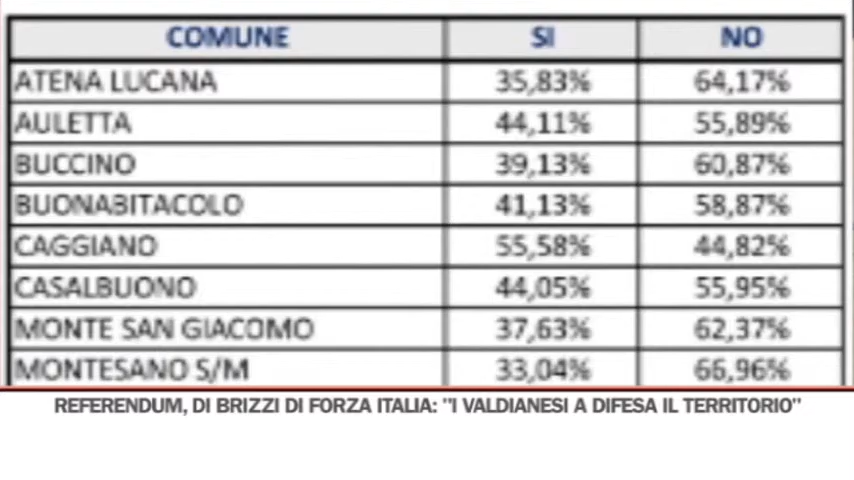 COMUNE SI NO
ATENA LUCANA 35,83% 64,17%
AULETTA 44,11% 55,89%
BUCCINO 39,13% 60,87%
BUONABITACOLO 41,13% 58,87%
CAGGIANO 55,58% 44,82%
CASALBUONO 44,05% 55,95%
MONTE SAN GIACOMO 37,63% 62,37%
MONTESANO S/M 33,04% 66,96%
REFERENDUM, DI BRIZZI DI FORZA ITALIA: "I VALDIANESI A DIFESA IL TERRITORIO"